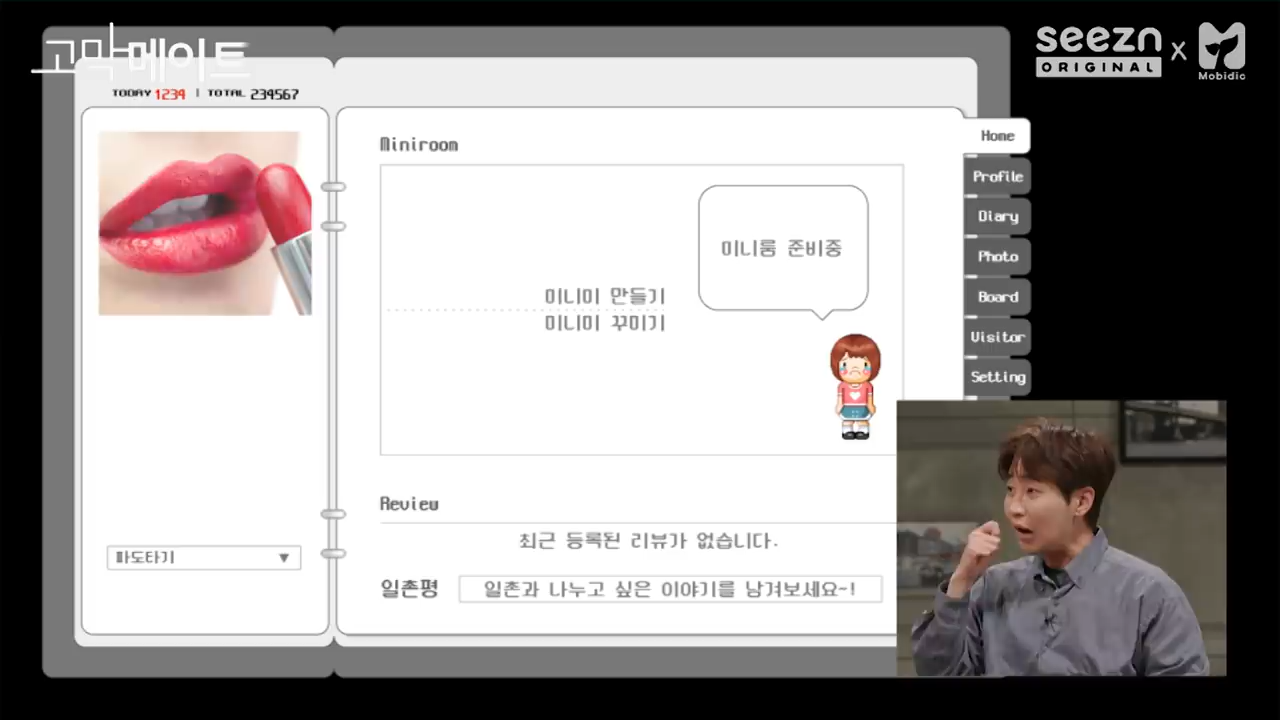 고막메이트
seezn
ORIGINAL
X
Mobidic
TODAY 1234 | TOTAL 234567
Miniroom
미니룸 준비중
미니미 만들기
미니미 꾸미기
Home
Profile
Diary
Photo
Board
Visitor
Setting
Review
최근 등록된 리뷰가 없습니다.
파도타기 ▼
일촌평
일촌과 나누고 싶은 이야기를 남겨보세요~!